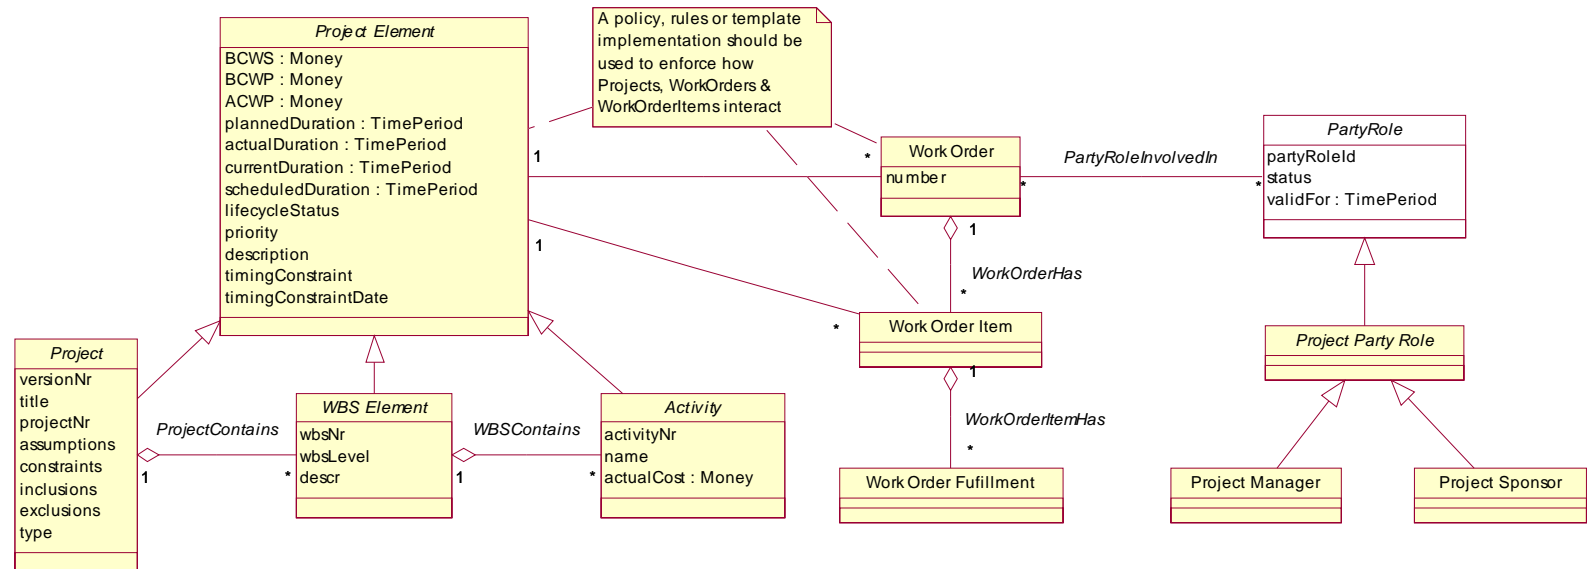 Project Element
BCWS : Money
BCWP : Money
ACWP : Money
plannedDuration : TimePeriod
actualDuration : TimePeriod
currentDuration : TimePeriod
scheduledDuration : TimePeriod
lifecycleStatus
priority
description
timingConstraint
timingConstraintDate
A policy, rules or template
implementation should be
used to enforce how
Projects, WorkOrders &
WorkOrderItems interact
1
*
Work Order
number
*
PartyRoleInvolvedIn
*
PartyRole
partyRoleId
status
validFor : TimePeriod
1
*
1
WorkOrderHas
*
Work Order Item
1
WorkOrderItemHas
*
Work Order Fufillment
Project Party Role
Project Manager
Project Sponsor
Project
versionNr
title
projectNr
assumptions
constraints
inclusions
exclusions
type
ProjectContains
1
*
WBS Element
wbsNr
wbsLevel
descr
WBSContains
1
*
Activity
activityNr
name
actualCost : Money